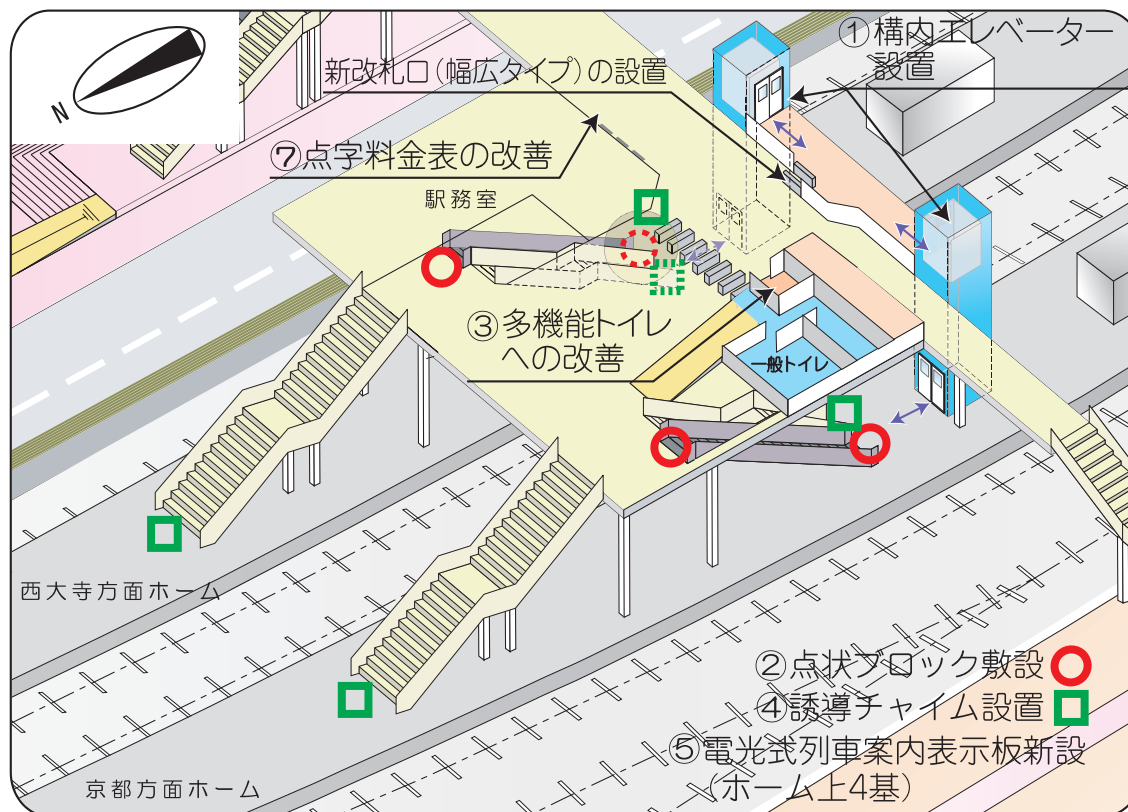 N
①構内エレベーター
設置
新改札口(幅広タイプ)の設置
⑦点字料金表の改善
駅務室
③多機能トイレ
への改善
一般トイレ
西大寺方面ホーム
②点状ブロック敷設
④誘導チャイム設置
⑤電光式列車案内表示板新設
(ホーム上4基)
京都方面ホーム